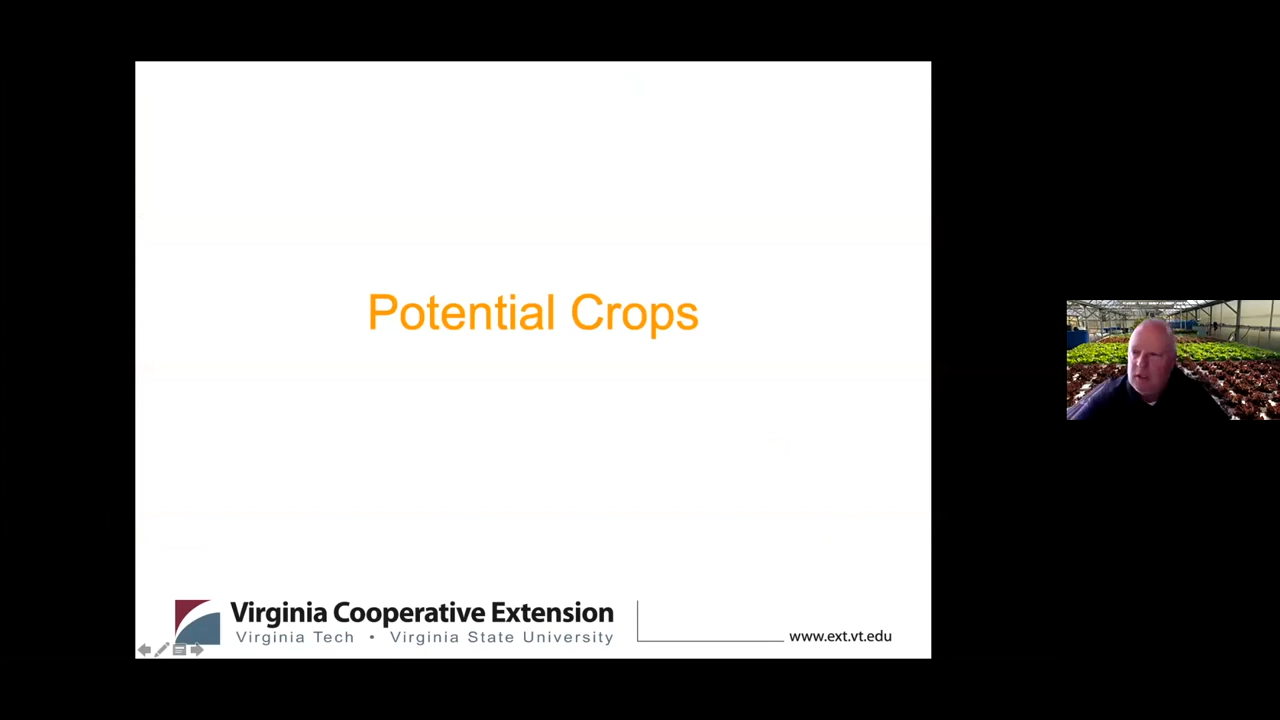 Potential Crops
Virginia Cooperative Extension
Virginia Tech • Virginia State University
www.ext.vt.edu